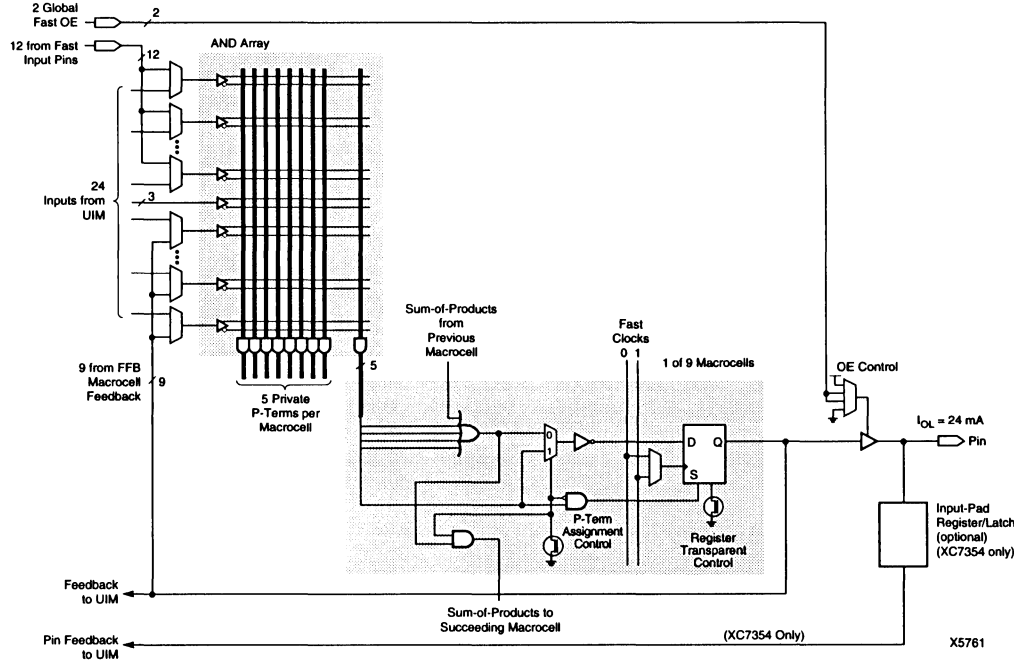 2 Global
Fast OE
2
12 from Fast
Input Pins
12
AND Array
24
Inputs from
UIM
3
9 from FFB
Macrocell
Feedback
9
5 Private
P-Terms per
Macrocell
5
Sum-of-Products
from
Previous
Macrocell
Fast
Clocks
0 1
1 of 9 Macrocells
OE Control
I_OL = 24 mA
Pin
0
1
D Q
S
P-Term
Assignment
Control
Register
Transparent
Control
Input-Pad
Register/Latch
(optional)
(XC7354 only)
Feedback
to UIM
Sum-of-Products to
Succeeding Macrocell
Pin Feedback
to UIM
(XC7354 Only)
X5761